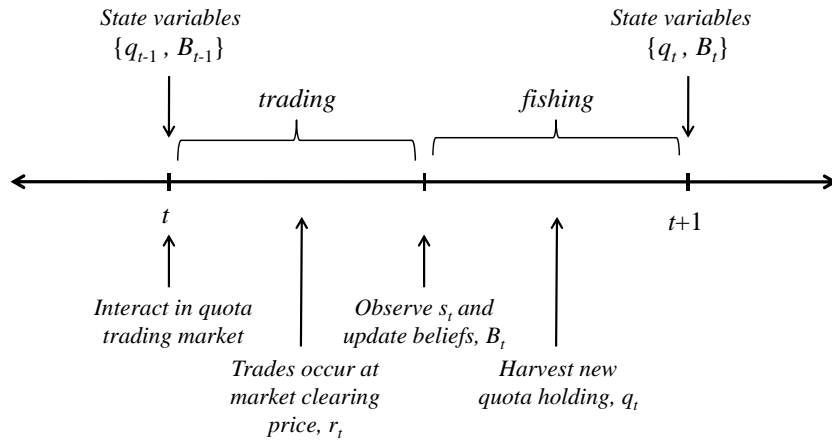 State variables
{q_{t-1} , B_{t-1}}
State variables
{q_t , B_t}
trading
fishing
t
t+1
Interact in quota
trading market
Observe s_t and
update beliefs, B_t
Trades occur at
market clearing
price, r_t
Harvest new
quota holding, q_t